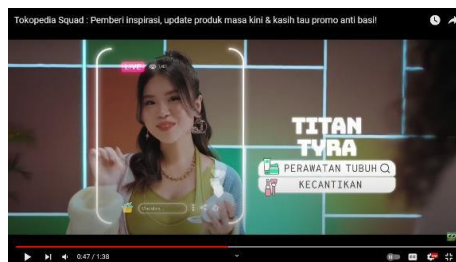 Tokopedia Squad : Pemberi inspirasi, update produk masa kini & kasih tau promo anti basi!
LIVE
TITAN
TYRA
PERAWATAN TUBUH
KECANTIKAN
0:47 / 1:38